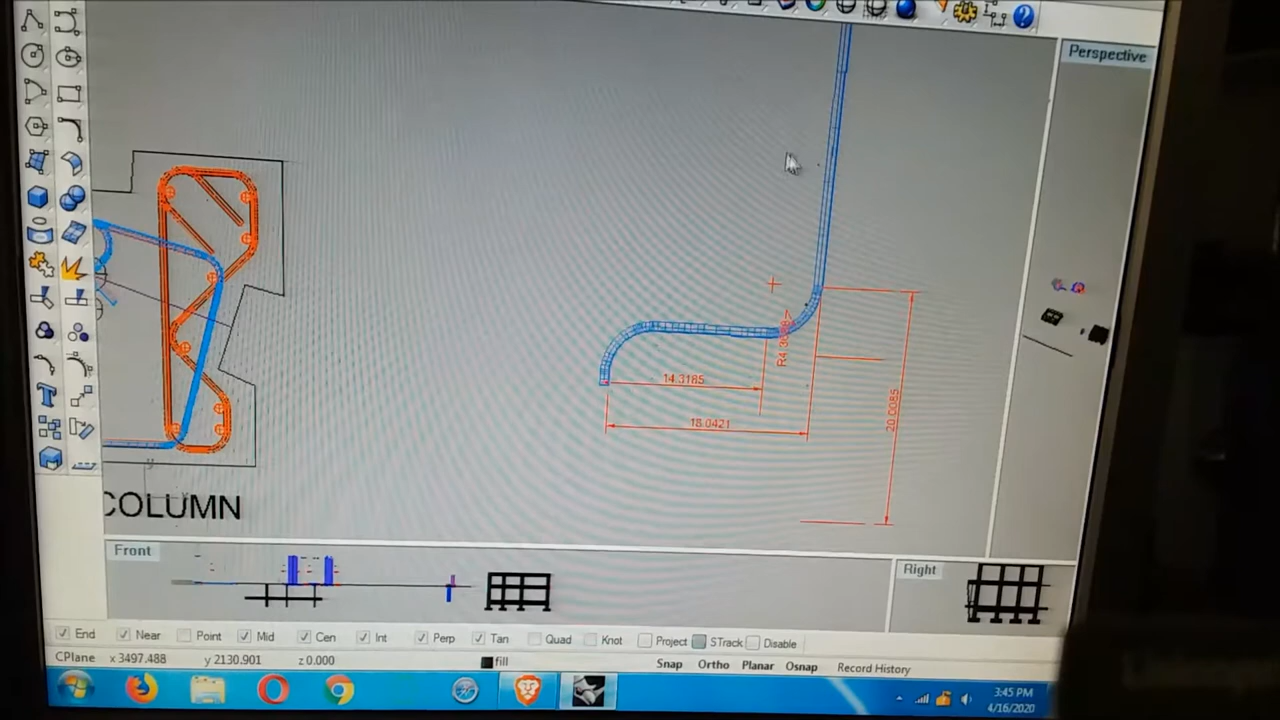 Perspective
14.3185
18.0421
20.0085
COLUMN
Front
Right
End Near Point Mid Cen Int Perp Tan Quad Knot Project STrack Disable
CPlane x 3497.488 y 2130.901 z 0.000 fill Snap Ortho Planar Osnap Record History
3:45 PM
4/16/2020